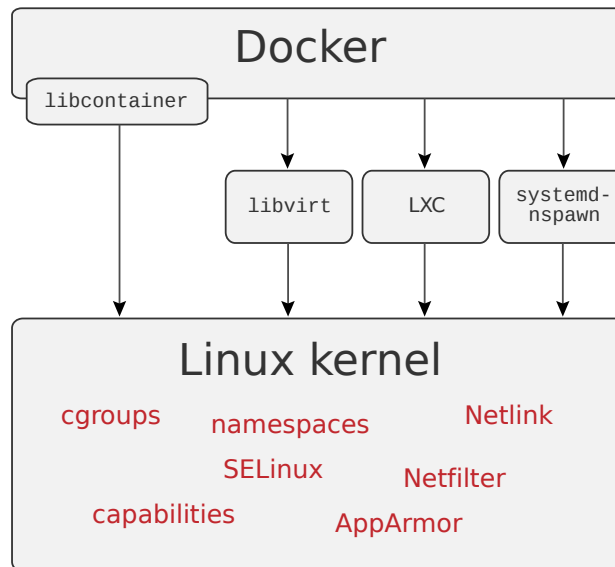 Docker
libcontainer
libvirt
LXC
systemd-
nspawn
Linux kernel
cgroups
namespaces
Netlink
SELinux
Netfilter
capabilities
AppArmor